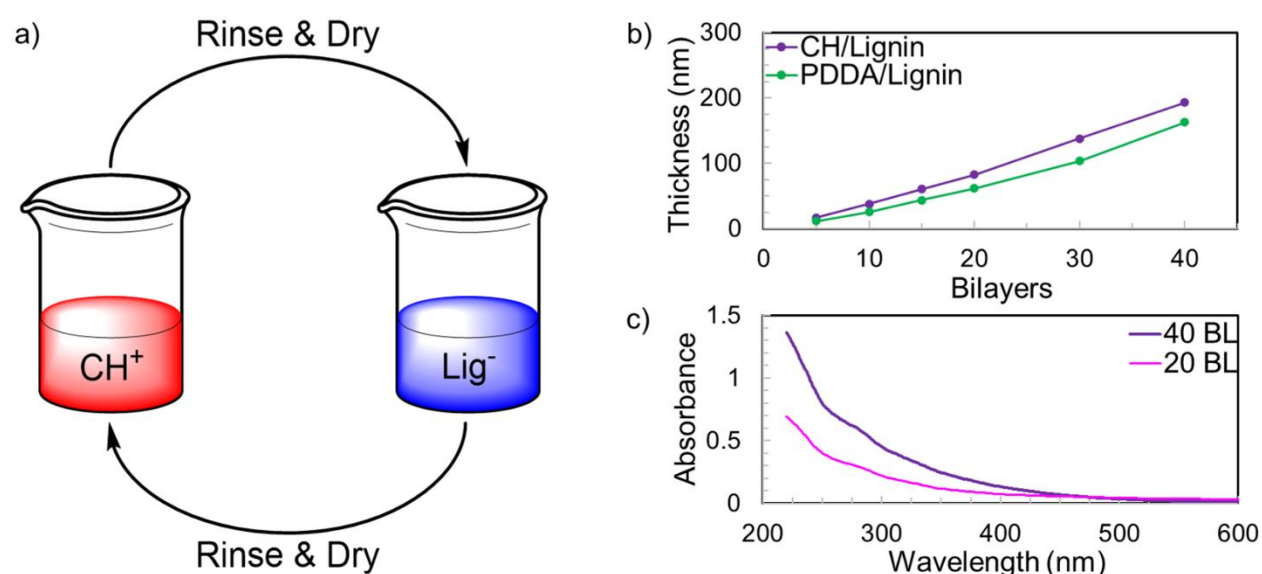 a)
Rinse & Dry
CH+
Lig-
Rinse & Dry
b)
300
200
100
0
Thickness (nm)
CH/Lignin
PDDA/Lignin
0 10 20 30 40
Bilayers
c)
1.5
1
0.5
0
Absorbance
40 BL
20 BL
200 300 400 500 600
Wavelength (nm)